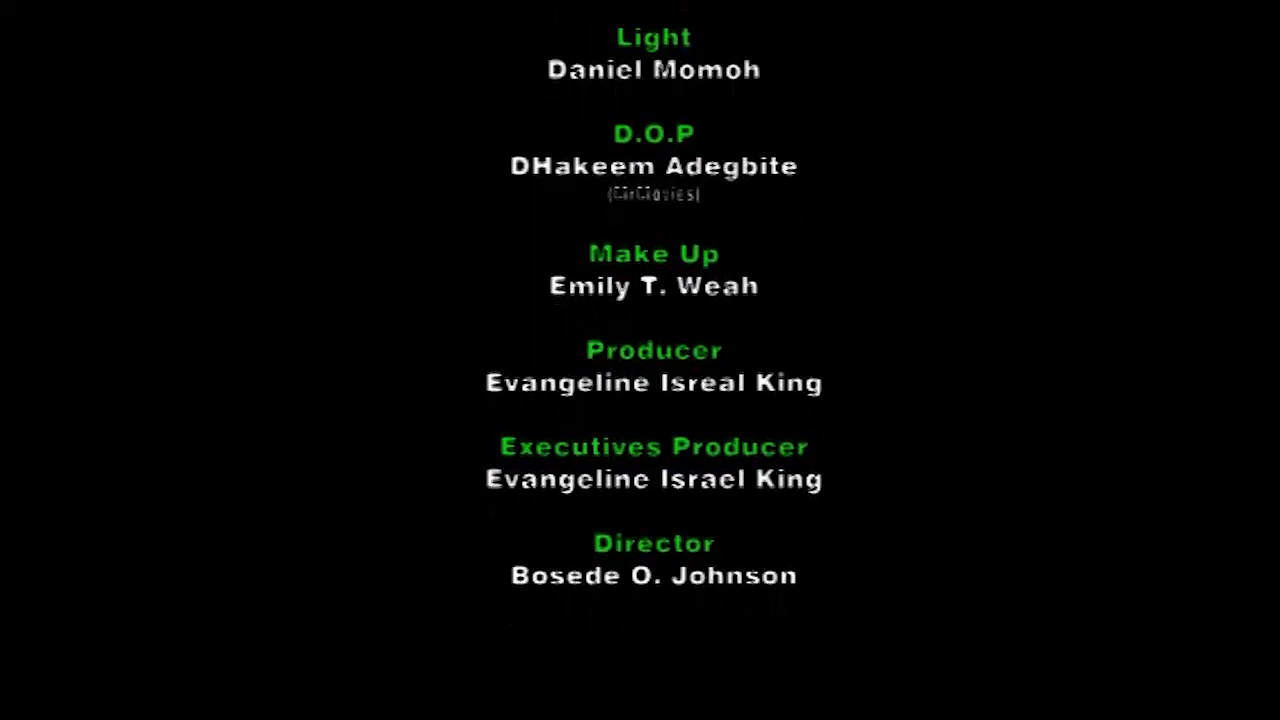 Light
Daniel Momoh
D.O.P
DHakeem Adegbite
Make Up
Emily T. Weah
Producer
Evangeline Isreal King
Executives Producer
Evangeline Israel King
Director
Bosede O. Johnson